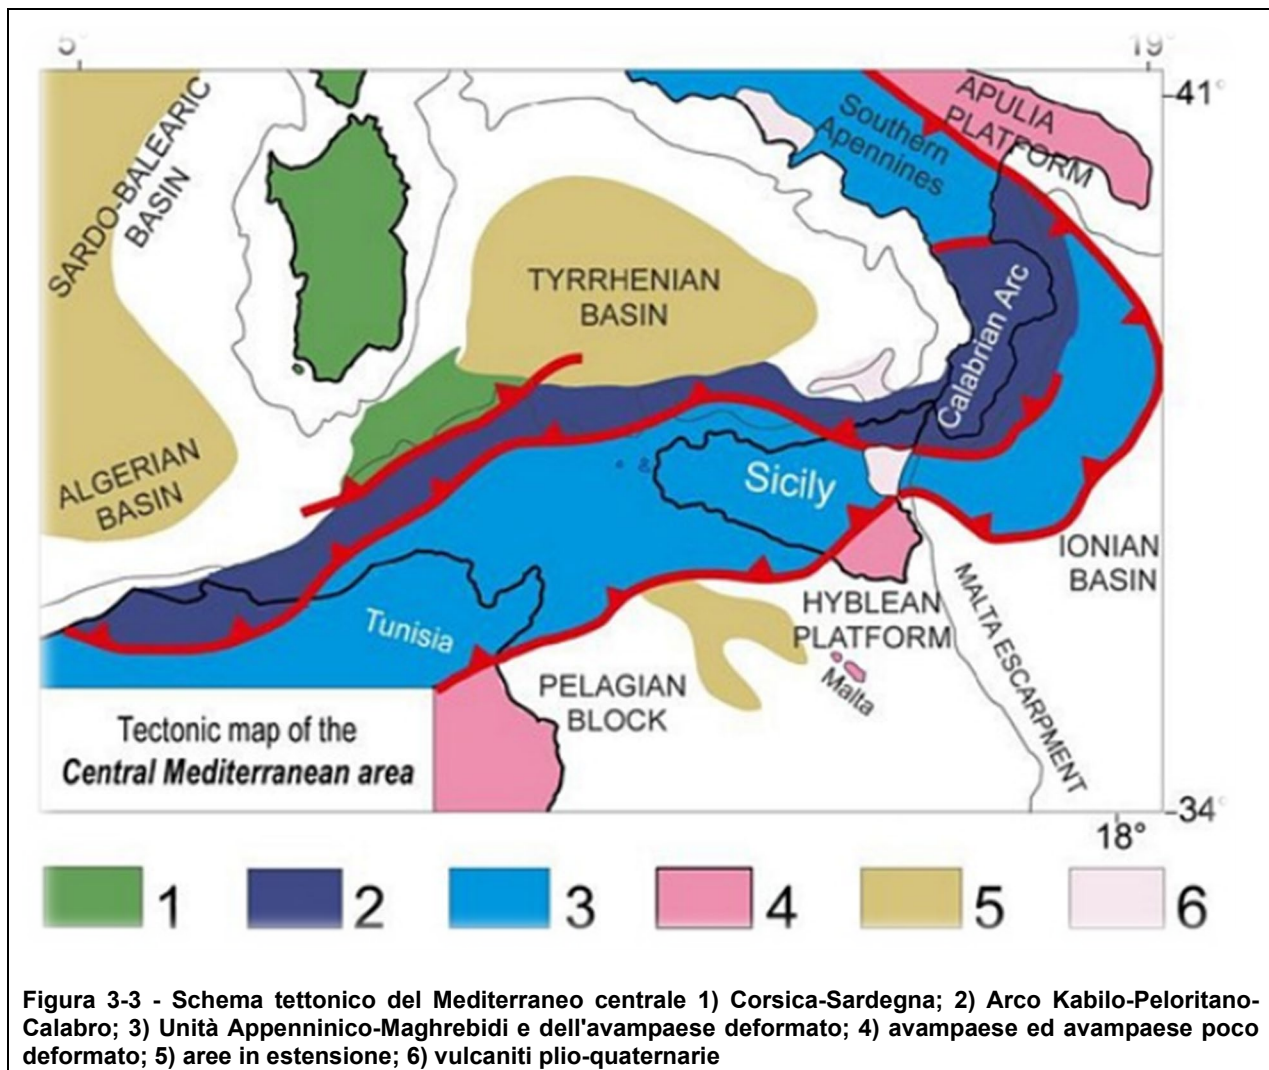 5°
19°
41°
SARDO-BALEARIC
BASIN
Southern
Apennines
APULIA
PLATFORM
TYRRHENIAN
BASIN
Calabrian Arc
ALGERIAN
BASIN
Sicily
IONIAN
BASIN
Tunisia
HYBLEAN
PLATFORM
MALTA ESCARPMENT
Malta
PELAGIAN
BLOCK
Tectonic map of the
Central Mediterranean area
34°
18°
1 2 3 4 5 6
Figura 3-3 - Schema tettonico del Mediterraneo centrale 1) Corsica-Sardegna; 2) Arco Kabilo-Peloritano-
Calabro; 3) Unità Appenninico-Maghrebidi e dell'avampaese deformato; 4) avampaese ed avampaese poco
deformato; 5) aree in estensione; 6) vulcaniti plio-quaternarie